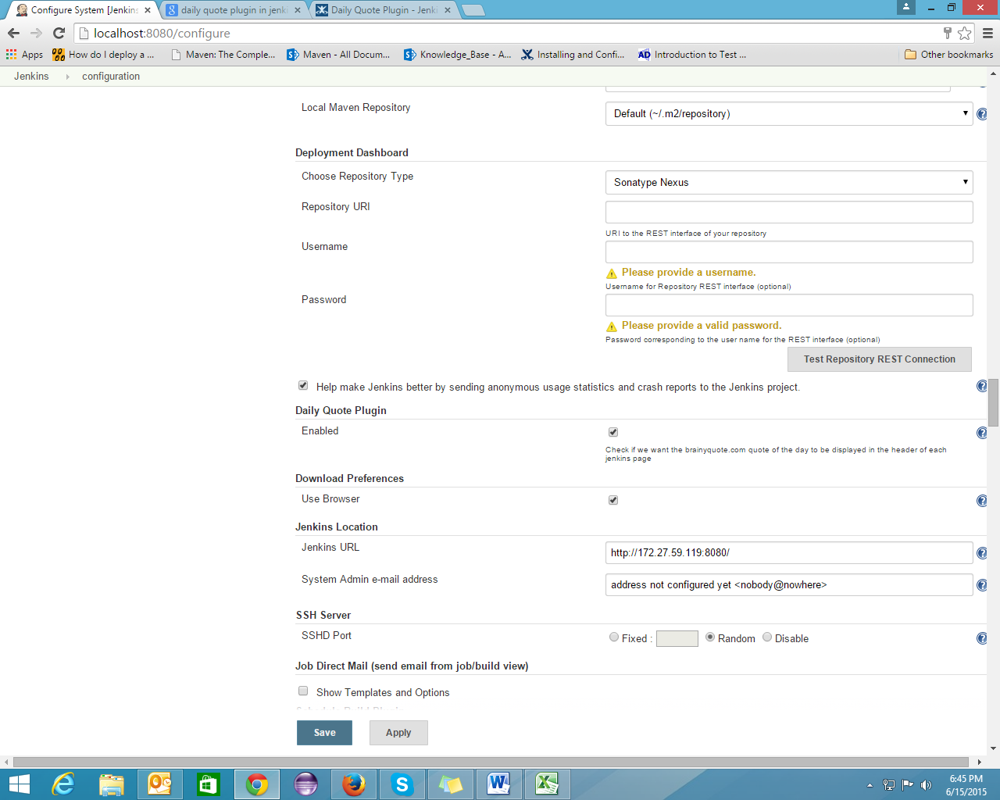 Configure System [Jenkins
daily quote plugin in jenki
Daily Quote Plugin - Jenki
localhost:8080/configure
Apps
How do I deploy a ...
Maven: The Comple...
Maven - All Docum...
Knowledge_Base - A...
Installing and Confi...
AD Introduction to Test ...
Other bookmarks
Jenkins
configuration
Local Maven Repository
Default (~/.m2/repository)
Deployment Dashboard
Choose Repository Type
Sonatype Nexus
Repository URI
URI to the REST interface of your repository
Username
Please provide a username.
Username for Repository REST interface (optional)
Password
Please provide a valid password.
Password corresponding to the user name for the REST interface (optional)
Test Repository REST Connection
Help make Jenkins better by sending anonymous usage statistics and crash reports to the Jenkins project.
Daily Quote Plugin
Enabled
Check if we want the brainyquote.com quote of the day to be displayed in the header of each
jenkins page
Download Preferences
Use Browser
Jenkins Location
Jenkins URL
http://172.27.59.119:8080/
System Admin e-mail address
address not configured yet <nobody@nowhere>
SSH Server
SSHD Port
Fixed :
Random
Disable
Job Direct Mail (send email from job/build view)
Show Templates and Options
Save
Apply
6:45 PM
6/15/2015